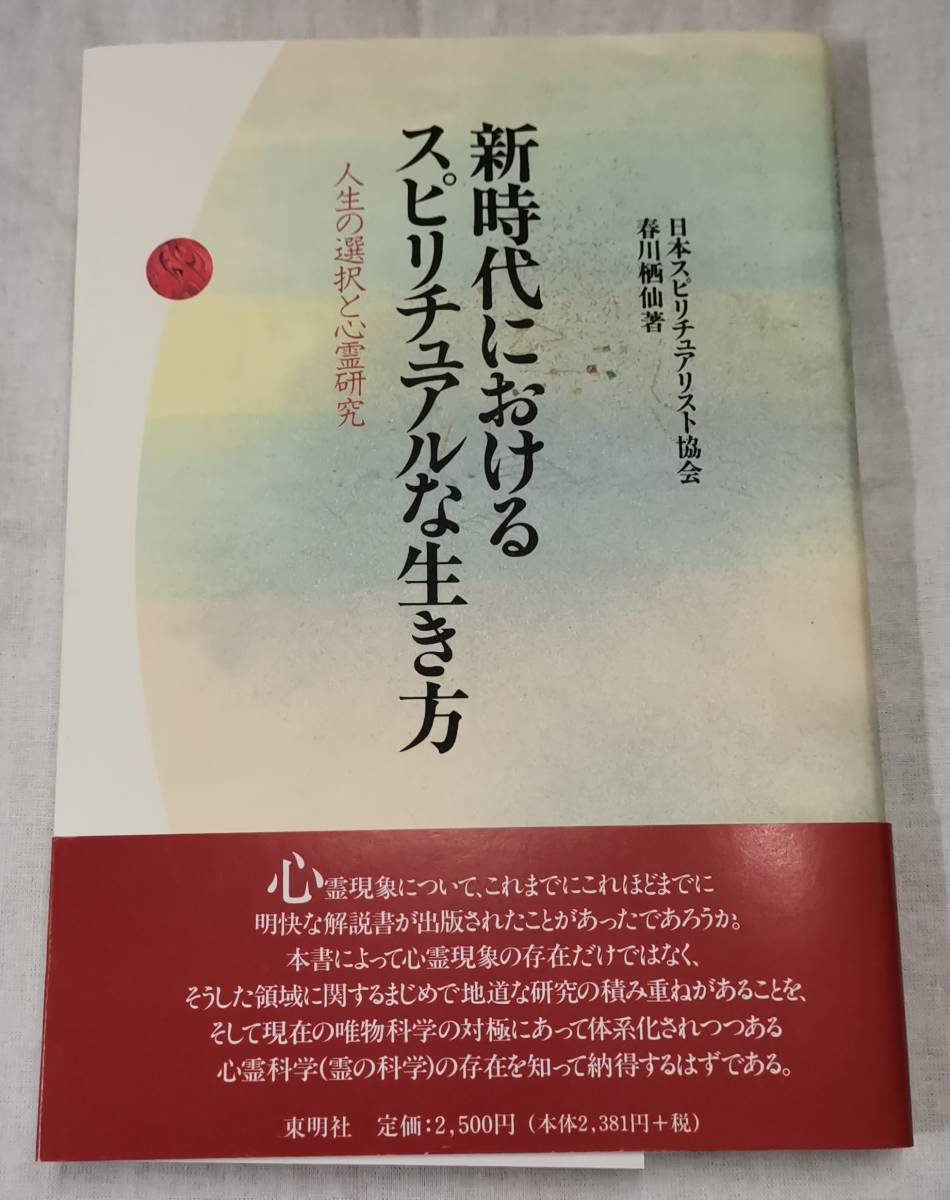 日本スピリチュアリスト協会
春川栖仙著
新時代における
スピリチュアルな生き方
人生の選択と心霊研究
心霊現象について、これまでにこれほどまでに
明快な解説書が出版されたことがあったであろうか。
本書によって心霊現象の存在だけではなく、
そうした領域に関するまじめで地道な研究の積み重ねがあることを、
そして現在の唯物科学の対極にあって体系化されつつある
心霊科学(霊の科学)の存在を知って納得するはずである。
東明社 定価:2,500円(本体2,381円+税)